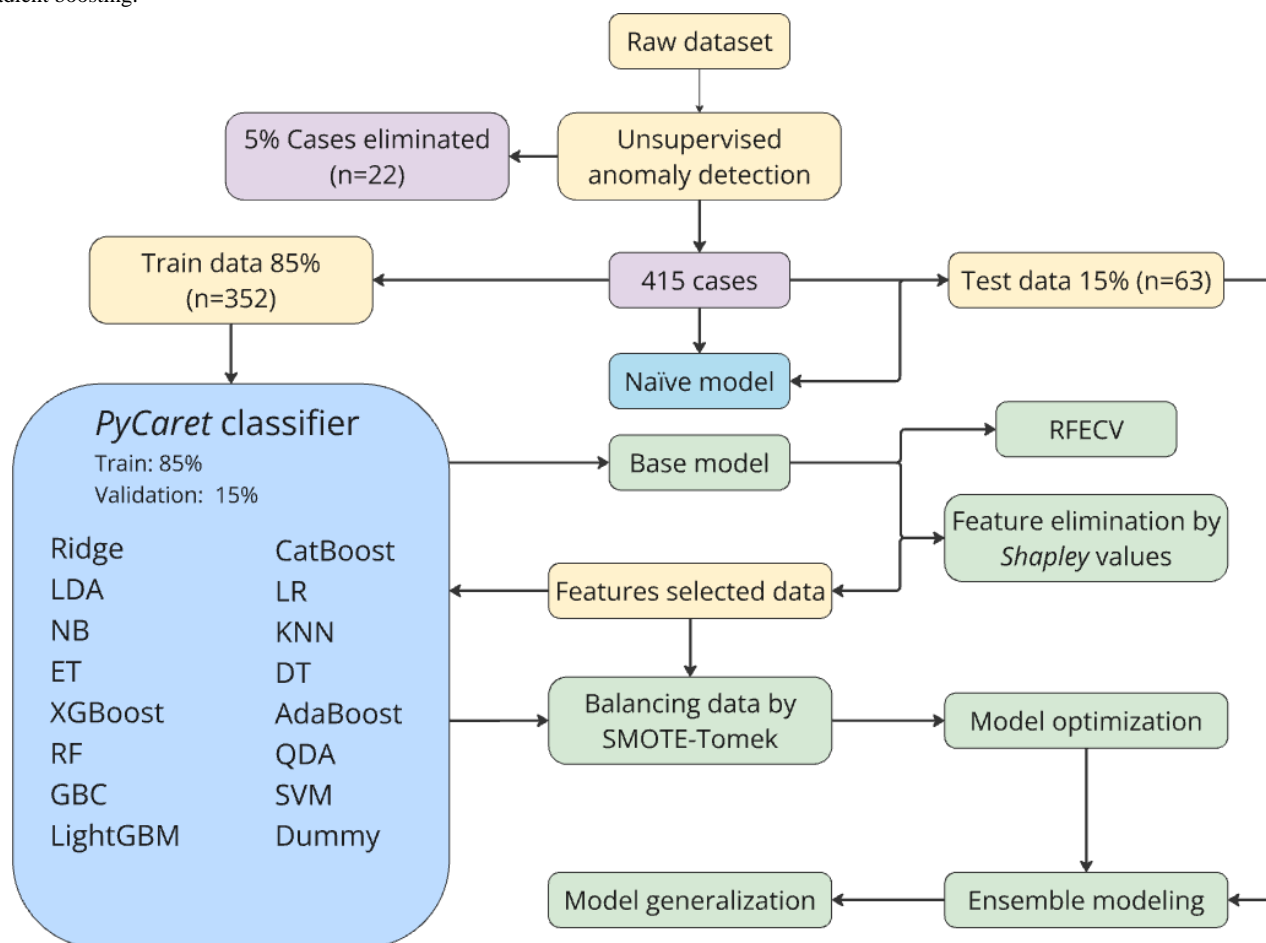 dient boosting.
Raw dataset
5% Cases eliminated
(n=22)
Unsupervised
anomaly detection
Train data 85%
(n=352)
415 cases
Test data 15% (n=63)
Naïve model
PyCaret classifier
Train: 85%
Validation: 15%
Ridge
LDA
NB
ET
XGBoost
RF
GBC
LightGBM
CatBoost
LR
KNN
DT
AdaBoost
QDA
SVM
Dummy
Base model
RFECV
Feature elimination by
Shapley values
Features selected data
Balancing data by
SMOTE-Tomek
Model optimization
Model generalization
Ensemble modeling